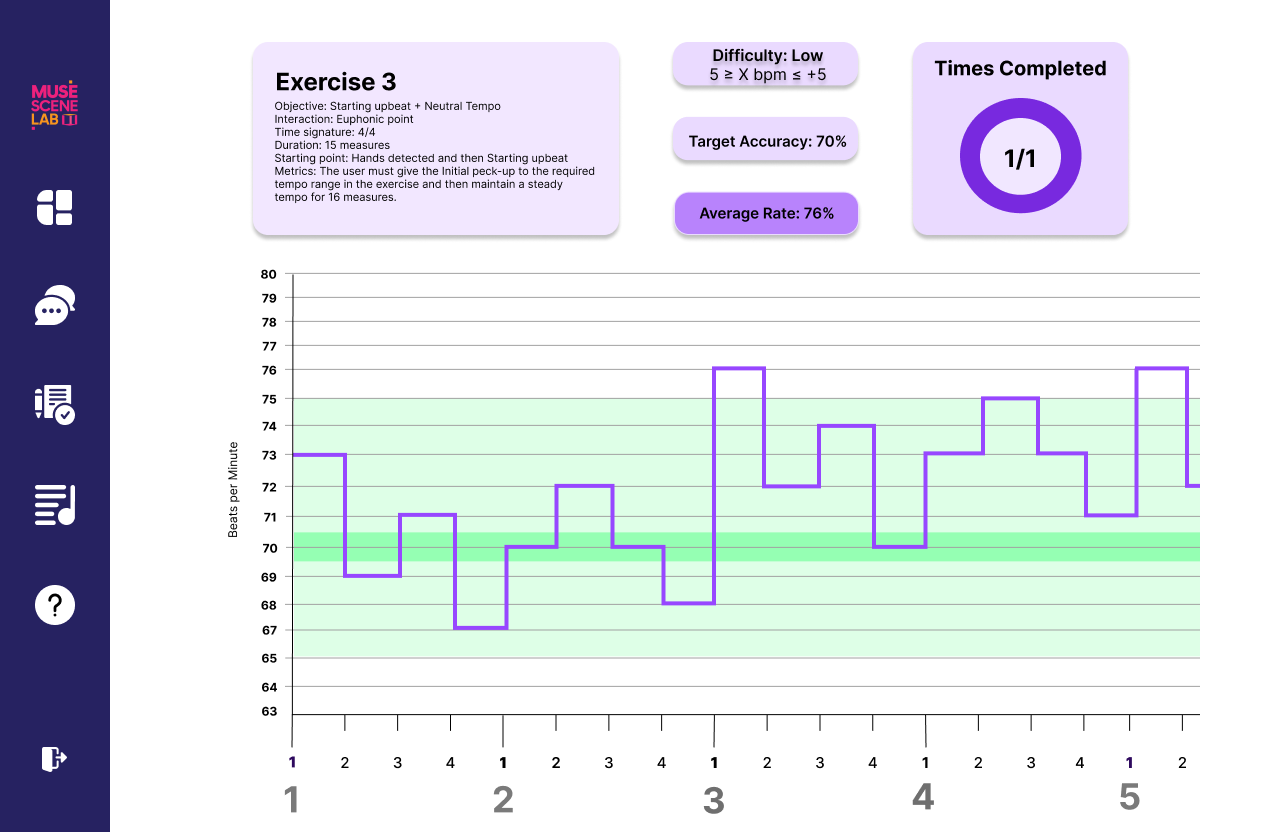 MUSE
SCENE
LAB
Exercise 3
Objective: Starting upbeat + Neutral Tempo
Interaction: Euphonic point
Time signature: 4/4
Duration: 15 measures
Starting point: Hands detected and then Starting upbeat
Metrics: The user must give the Initial peck-up to the required
tempo range in the exercise and then maintain a steady
tempo for 16 measures.
Difficulty: Low
5 ≥ X bpm ≤ +5
Target Accuracy: 70%
Average Rate: 76%
Times Completed
1/1
Beats per Minute
80
79
78
77
76
75
74
73
72
71
70
69
68
67
65
64
63
1 2 3 4 1 2 3 4 1 2 3 4 1 2 3 4 1 2
1 2 3 4 5